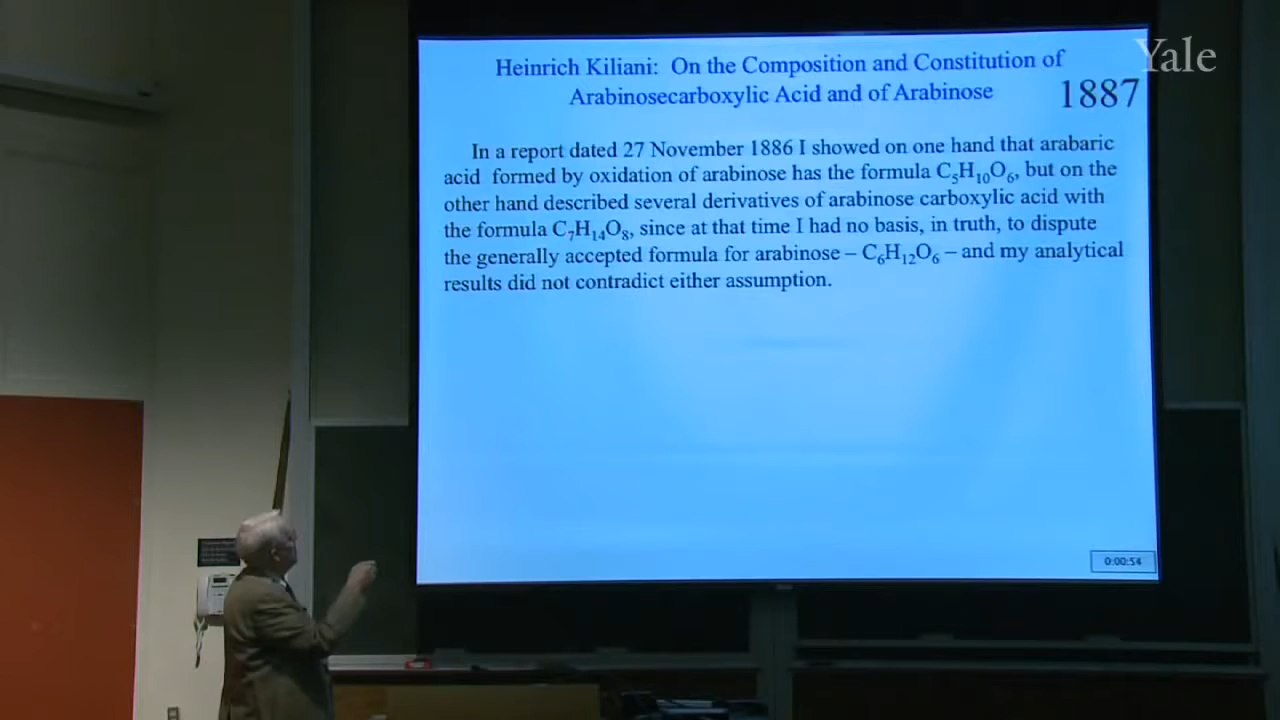 Yale
Heinrich Kiliani: On the Composition and Constitution of
Arabinosecarboxylic Acid and of Arabinose
1887
In a report dated 27 November 1886 I showed on one hand that arabaric
acid formed by oxidation of arabinose has the formula C₅H₁₀O₆, but on the
other hand described several derivatives of arabinose carboxylic acid with
the formula C₇H₁₄O₈, since at that time I had no basis, in truth, to dispute
the generally accepted formula for arabinose – C₆H₁₂O₆ – and my analytical
results did not contradict either assumption.
0:00:54